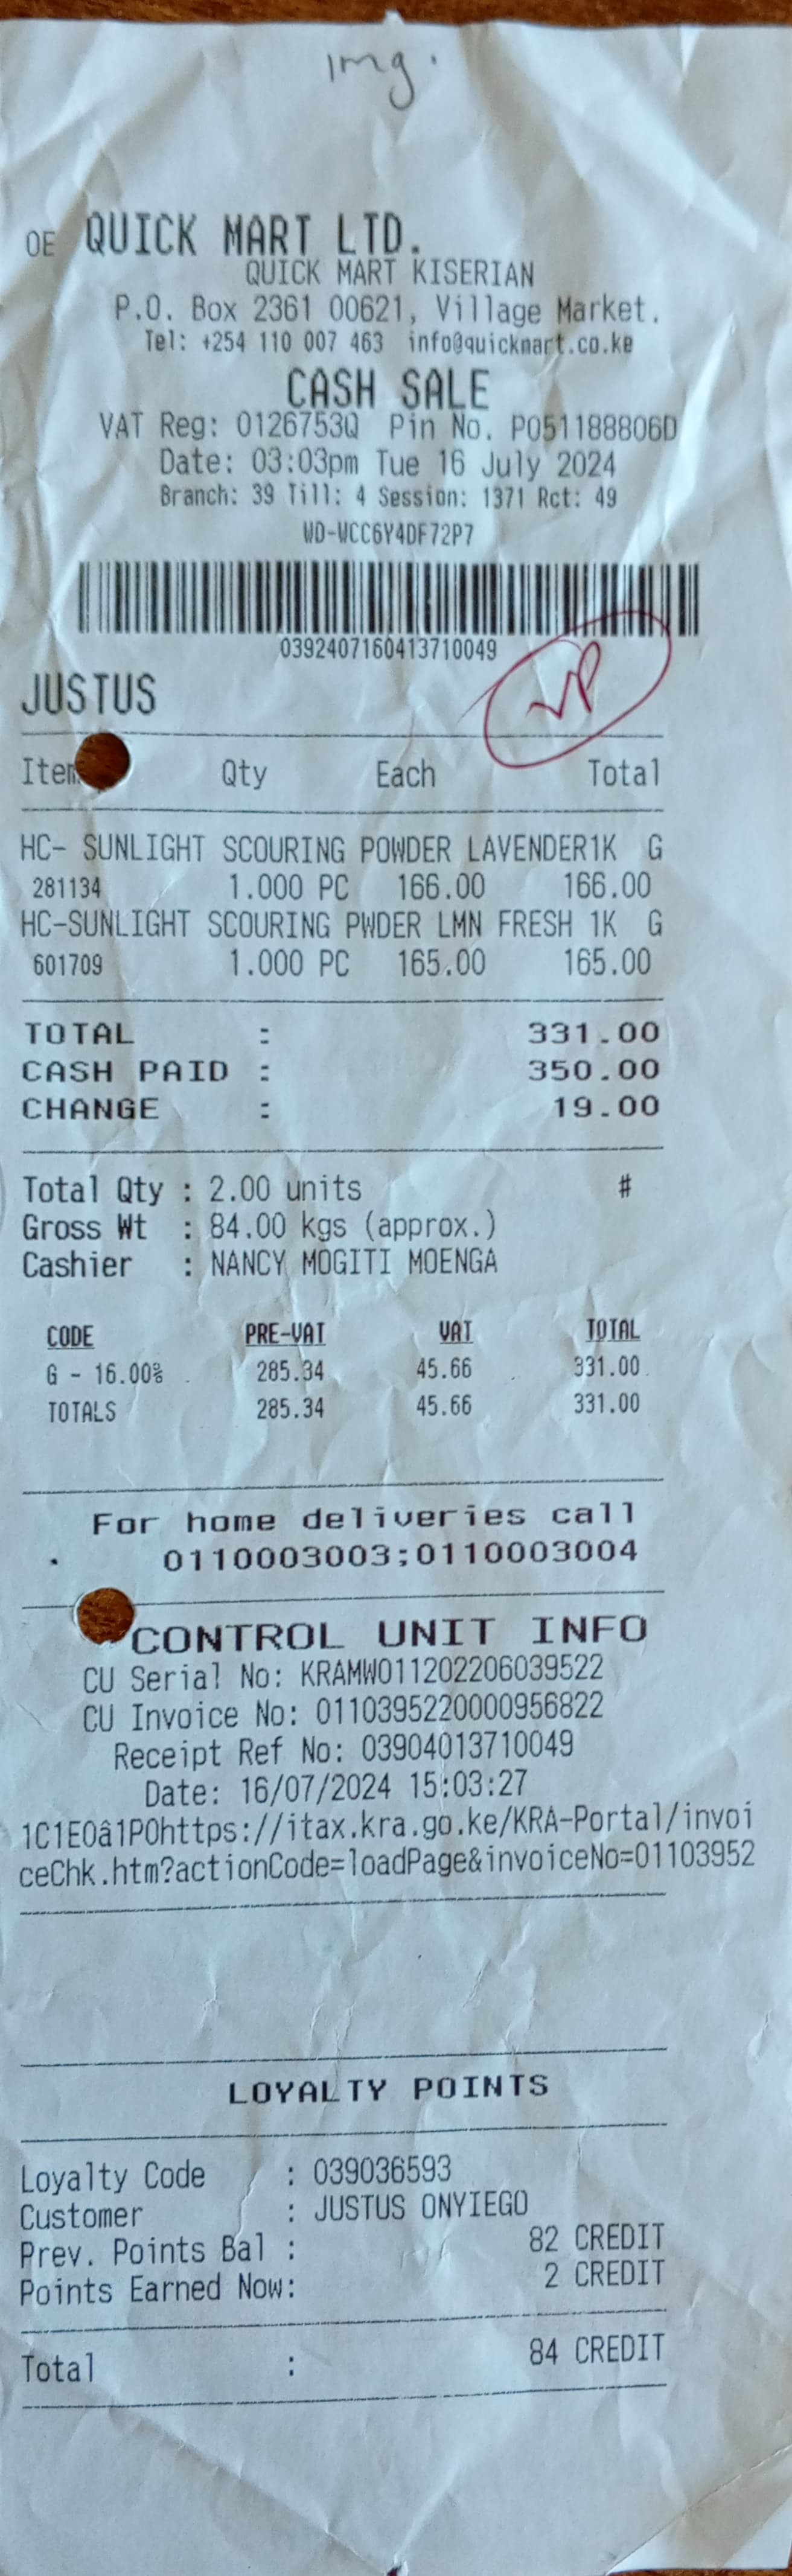 img.
OE QUICK MART LTD.
QUICK MART KISERIAN
P.O. Box 2361 00621, Village Market.
Tel: +254 110 007 463 info@quickmart.co.ke
CASH SALE
VAT Reg: 0126753Q Pin No. P051188806D
Date: 03:03pm Tue 16 July 2024
Branch: 39 Till: 4 Session: 1371 Rct: 49
WD-WCC6Y4DF72P7
0392407160413710049
JUSTUS
Item Qty Each Total
HC- SUNLIGHT SCOURING POWDER LAVENDER1K G
281134 1.000 PC 166.00 166.00
HC-SUNLIGHT SCOURING PWDER LMN FRESH 1K G
601709 1.000 PC 165.00 165.00
TOTAL : 331.00
CASH PAID : 350.00
CHANGE : 19.00
Total Qty : 2.00 units #
Gross Wt : 84.00 kgs (approx.)
Cashier : NANCY MOGITI MOENGA
CODE PRE-VAT VAT TOTAL
G - 16.00% 285.34 45.66 331.00
TOTALS 285.34 45.66 331.00
For home deliveries call
0110003003;0110003004
CONTROL UNIT INFO
CU Serial No: KRAMW011202206039522
CU Invoice No: 0110395220000956822
Receipt Ref No: 03904013710049
Date: 16/07/2024 15:03:27
1C1E0â1P0https://itax.kra.go.ke/KRA-Portal/invoi
ceChk.htm?actionCode=loadPage&invoiceNo=01103952
LOYALTY POINTS
Loyalty Code : 039036593
Customer : JUSTUS ONYIEGO
Prev. Points Bal : 82 CREDIT
Points Earned Now: 2 CREDIT
Total : 84 CREDIT